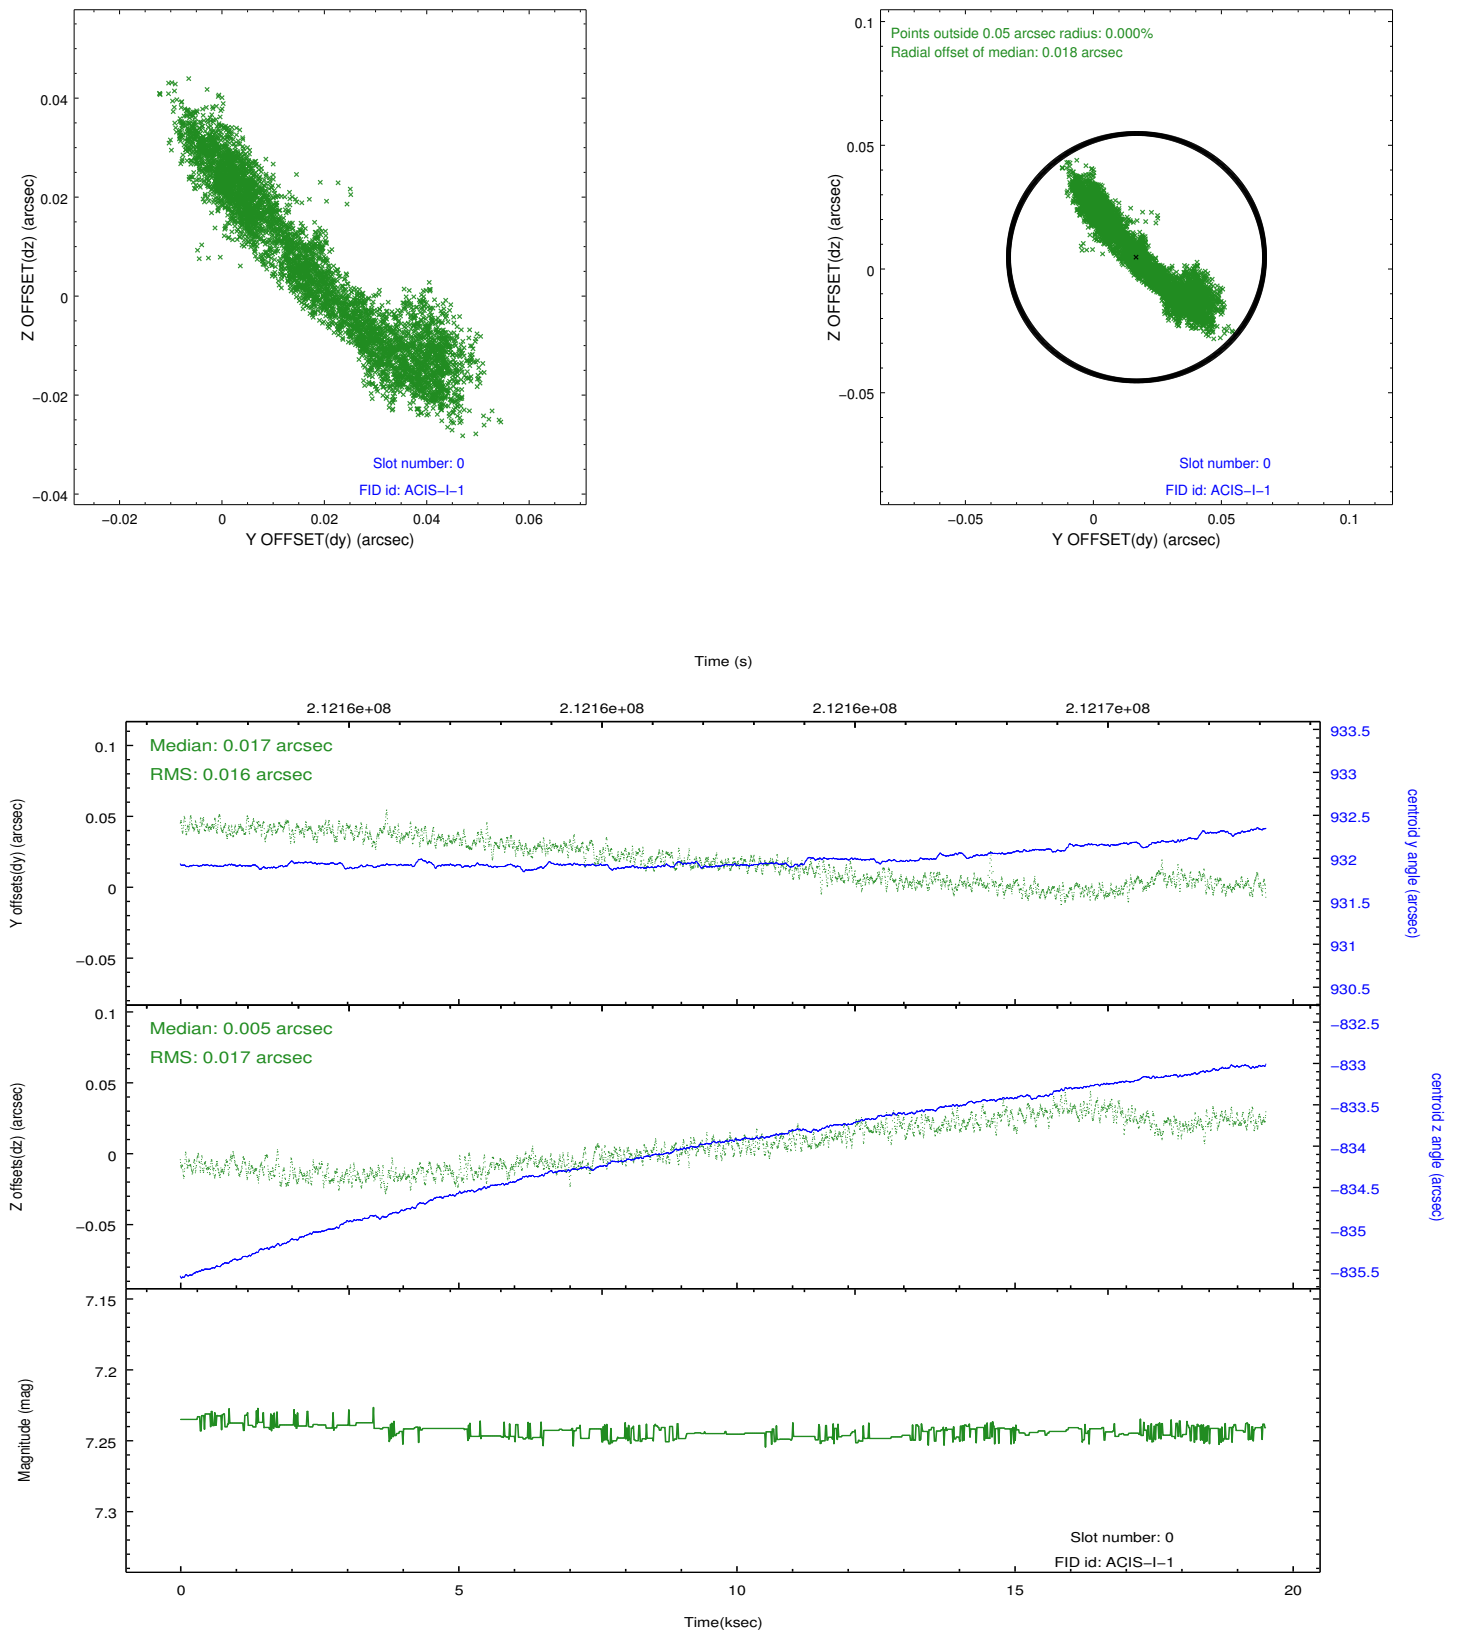 0.04
0.02
0
−0.02
−0.04
Z OFFSET(dz) (arcsec)
Slot number: 0
FID id: ACIS−I−1
−0.02 0 0.02 0.04 0.06
Y OFFSET(dy) (arcsec)
Points outside 0.05 arcsec radius: 0.000%
Radial offset of median: 0.018 arcsec
0.1
0.05
0
−0.05
Z OFFSET(dz) (arcsec)
Slot number: 0
FID id: ACIS−I−1
−0.05 0 0.05 0.1
Y OFFSET(dy) (arcsec)
Time (s)
2.1216e+08 2.1216e+08 2.1216e+08 2.1217e+08
Median: 0.017 arcsec
RMS: 0.016 arcsec
0.1
0.05
0
−0.05
Y offsets(dy) (arcsec)
933.5
933
932.5
932
931.5
931
930.5
centroid y angle (arcsec)
Median: 0.005 arcsec
RMS: 0.017 arcsec
0.1
0.05
0
−0.05
Z offsets(dz) (arcsec)
−832.5
−833
−833.5
−834
−834.5
−835
−835.5
centroid z angle (arcsec)
7.15
7.2
7.25
7.3
Magnitude (mag)
Slot number: 0
FID id: ACIS−I−1
0 5 10 15 20
Time(ksec)